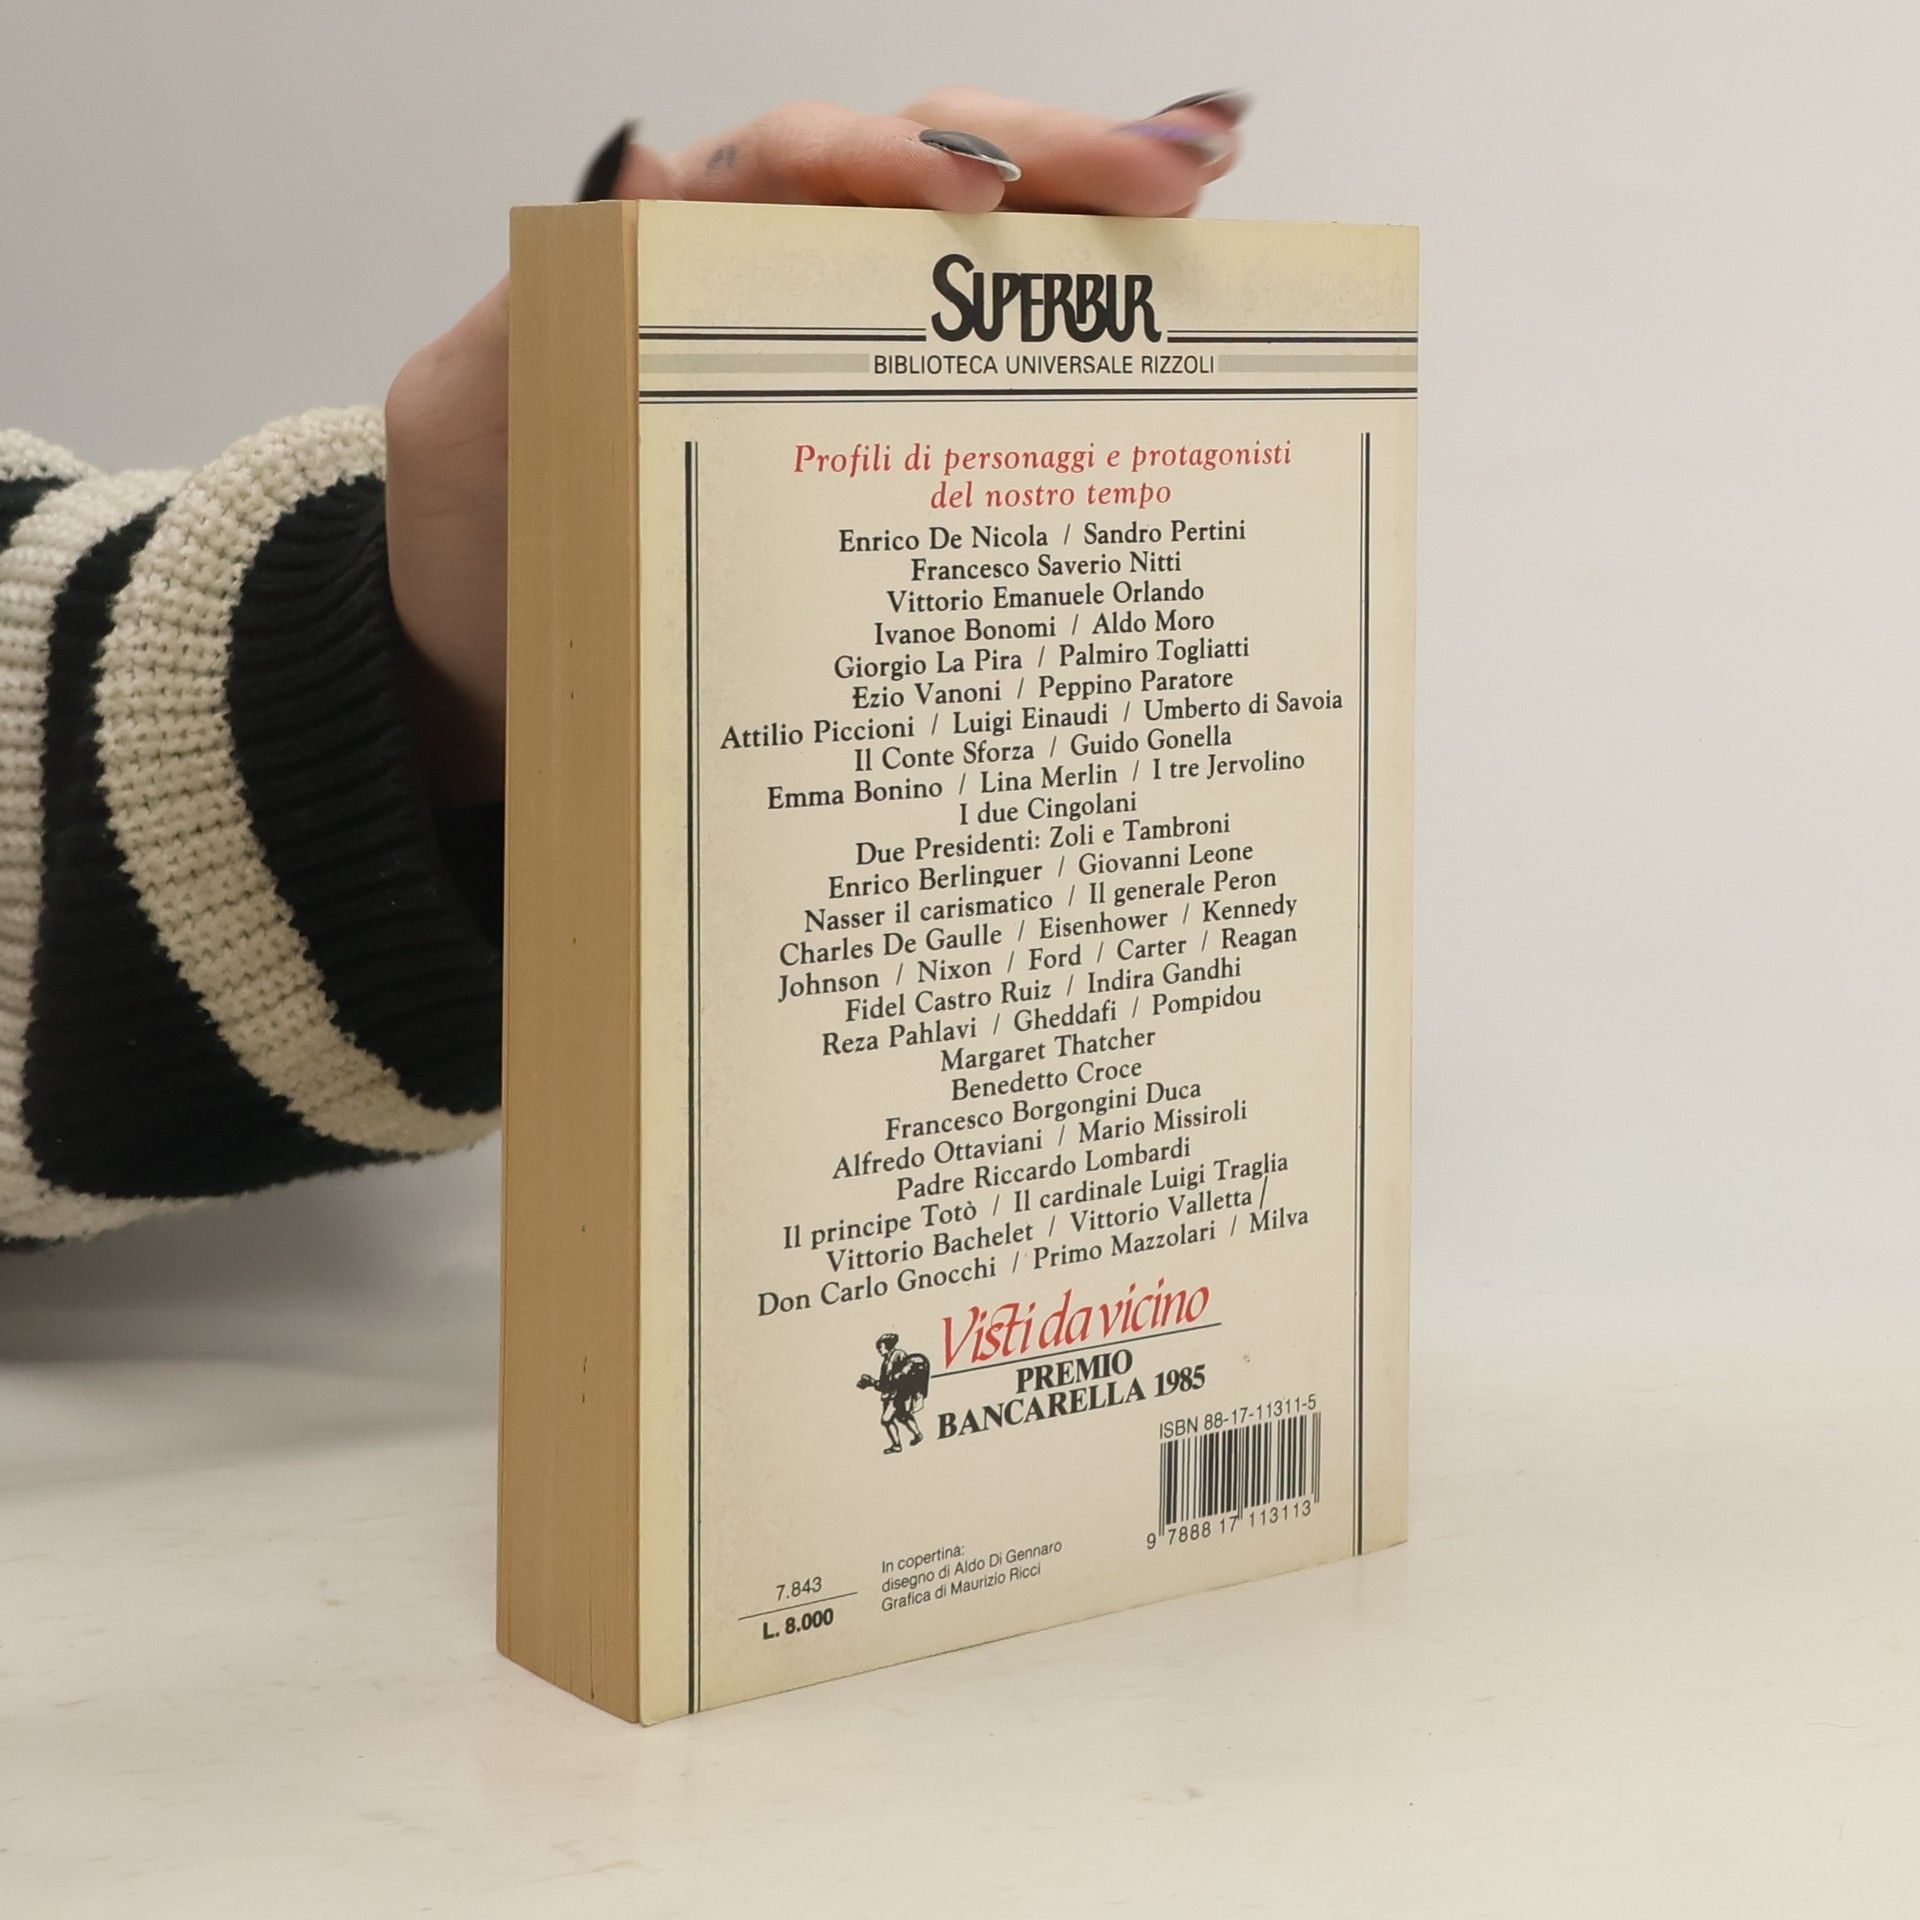 SUPERBUR
BIBLIOTECA UNIVERSALE RIZZOLI
Profili di personaggi e protagonisti
del nostro tempo
Enrico De Nicola / Sandro Pertini
Francesco Saverio Nitti
Vittorio Emanuele Orlando
Ivanoe Bonomi / Aldo Moro
Giorgio La Pira / Palmiro Togliatti
Ezio Vanoni / Peppino Paratore
Attilio Piccioni / Luigi Einaudi / Umberto di Savoia
Il Conte Sforza / Guido Gonella
Emma Bonino / Lina Merlin / I tre Jervolino
I due Cingolani
Due Presidenti: Zoli e Tambroni
Enrico Berlinguer / Giovanni Leone
Nasser il carismatico / Il generale Peron
Charles De Gaulle / Eisenhower / Kennedy
Johnson / Nixon / Ford / Carter / Reagan
Fidel Castro Ruiz / Indira Gandhi
Reza Pahlavi / Gheddafi / Pompidou
Margaret Thatcher
Benedetto Croce
Francesco Borgongini Duca
Alfredo Ottaviani / Mario Missiroli
Padre Riccardo Lombardi
Il principe Totò / Il cardinale Luigi Traglia
Vittorio Bachelet / Vittorio Valletta /
Don Carlo Gnocchi / Primo Mazzolari / Milva
Visti da vicino
PREMIO
BANCARELLA 1985
ISBN 88-17-11311-5
9 788817 113113
In copertina:
disegno di Aldo Di Gennaro
Grafica di Maurizio Ricci
7.843
L. 8.000